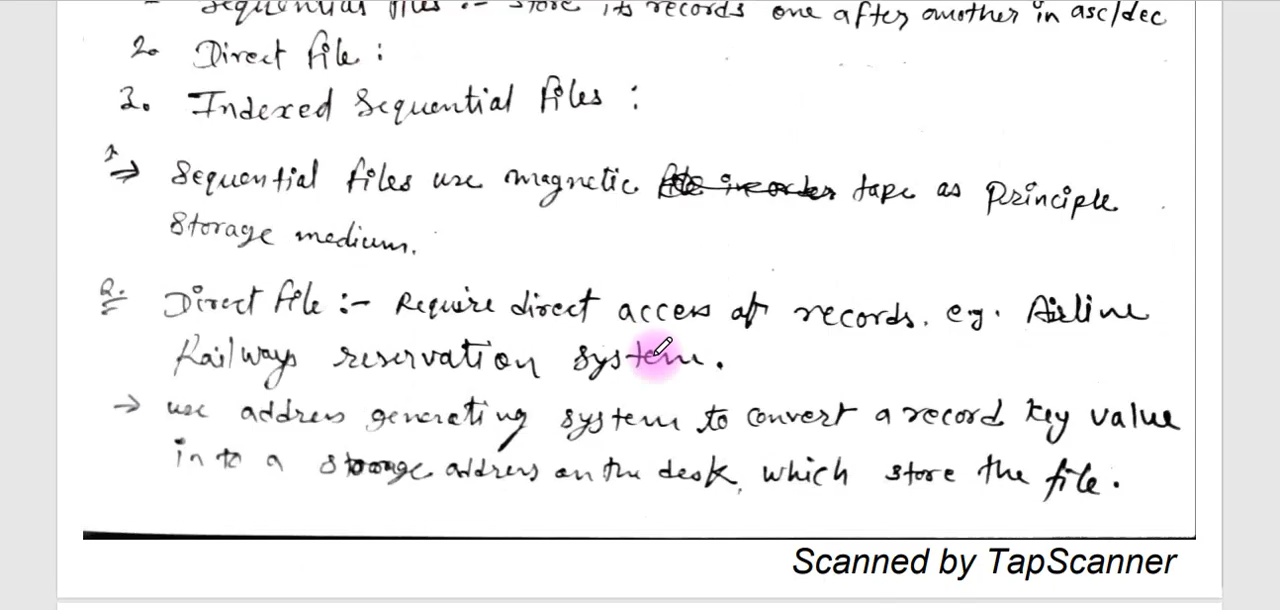 Sequential files :- store its records one after another in asc/dec
2. Direct file :
3. Indexed Sequential files :
1 ⇒ Sequential files use magnetic tape as Principle
Storage medium.
2. Direct file :- Require direct access of records. e.g. Airline
Railways reservation system.
→ use address generating system to convert a record key value
in to a storage address on the desk, which store the file.
Scanned by TapScanner